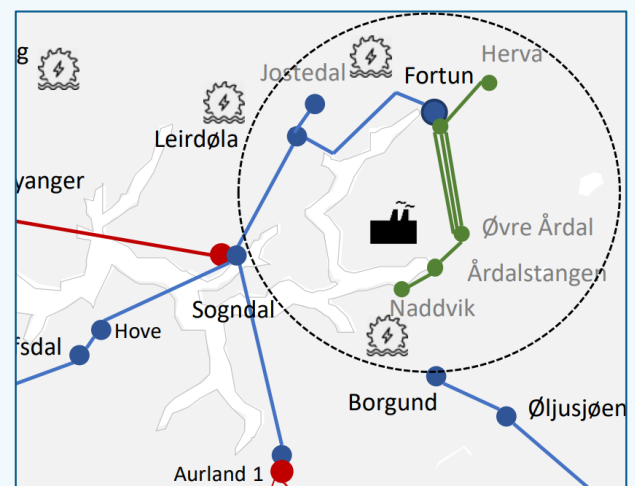 g
Herva
Jostedal
Fortun
Leirdøla
yanger
Øvre Årdal
Årdalstangen
Naddvik
Sogndal
Hove
fsdal
Borgund
Øljusjøen
Aurland 1